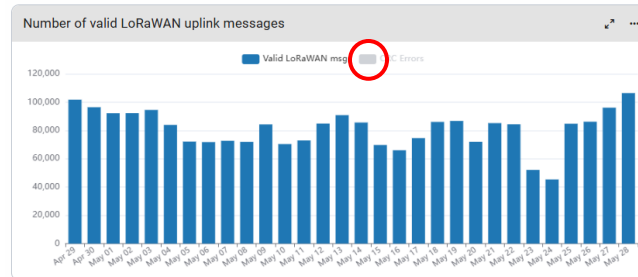 Number of valid LoRaWAN uplink messages
Valid LoRaWAN msg Errors
120,000
100,000
80,000
60,000
40,000
20,000
0
Apr 29 Apr 30 May 01 May 02 May 03 May 04 May 05 May 06 May 07 May 08 May 09 May 10 May 11 May 12 May 13 May 14 May 15 May 16 May 17 May 18 May 19 May 20 May 21 May 22 May 23 May 24 May 25 May 26 May 27 May 28